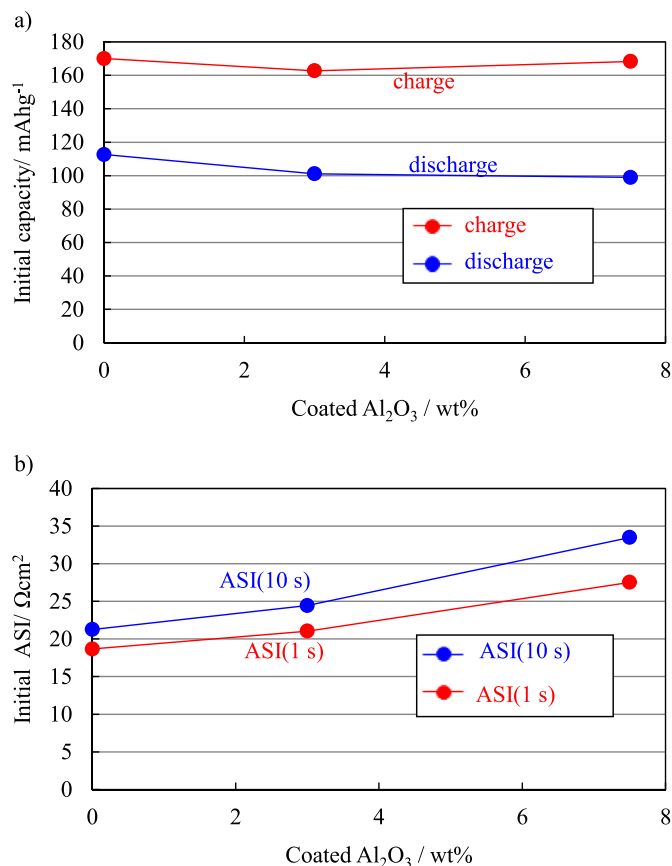 a)
180
160
140
120
100
80
60
40
20
0
Initial capacity/ mAhg⁻¹
charge
discharge
charge
discharge
0 2 4 6 8
Coated Al₂O₃ / wt%
b)
40
35
30
25
20
15
10
5
0
Initial ASI/ Ωcm²
ASI(10 s)
ASI(1 s)
ASI(10 s)
ASI(1 s)
0 2 4 6 8
Coated Al₂O₃ / wt%